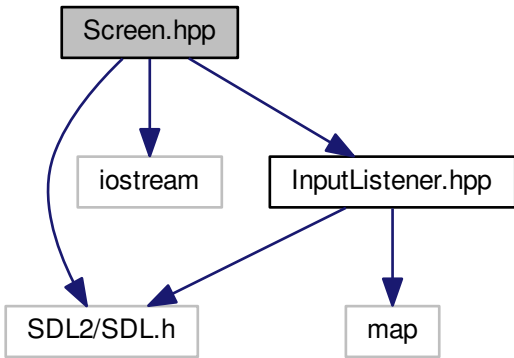 Screen.hpp
iostream
InputListener.hpp
SDL2/SDL.h
map